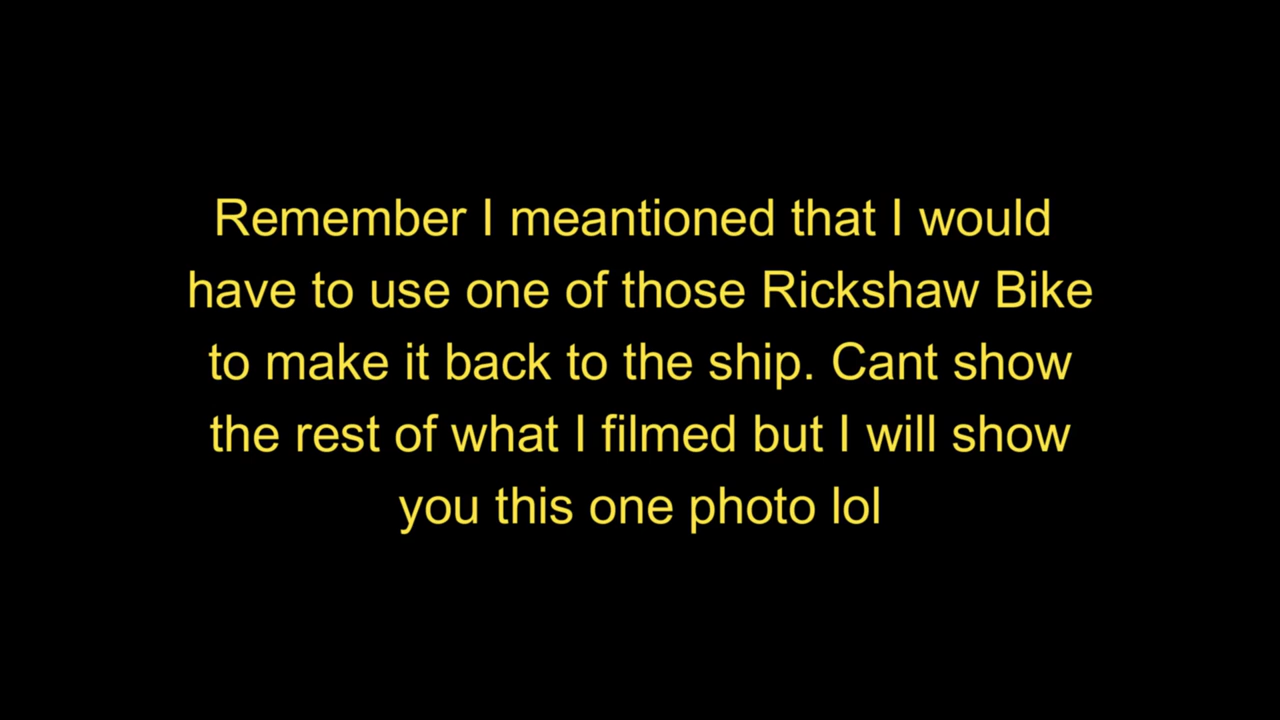 Remember I meantioned that I would
have to use one of those Rickshaw Bike
to make it back to the ship. Cant show
the rest of what I filmed but I will show
you this one photo lol